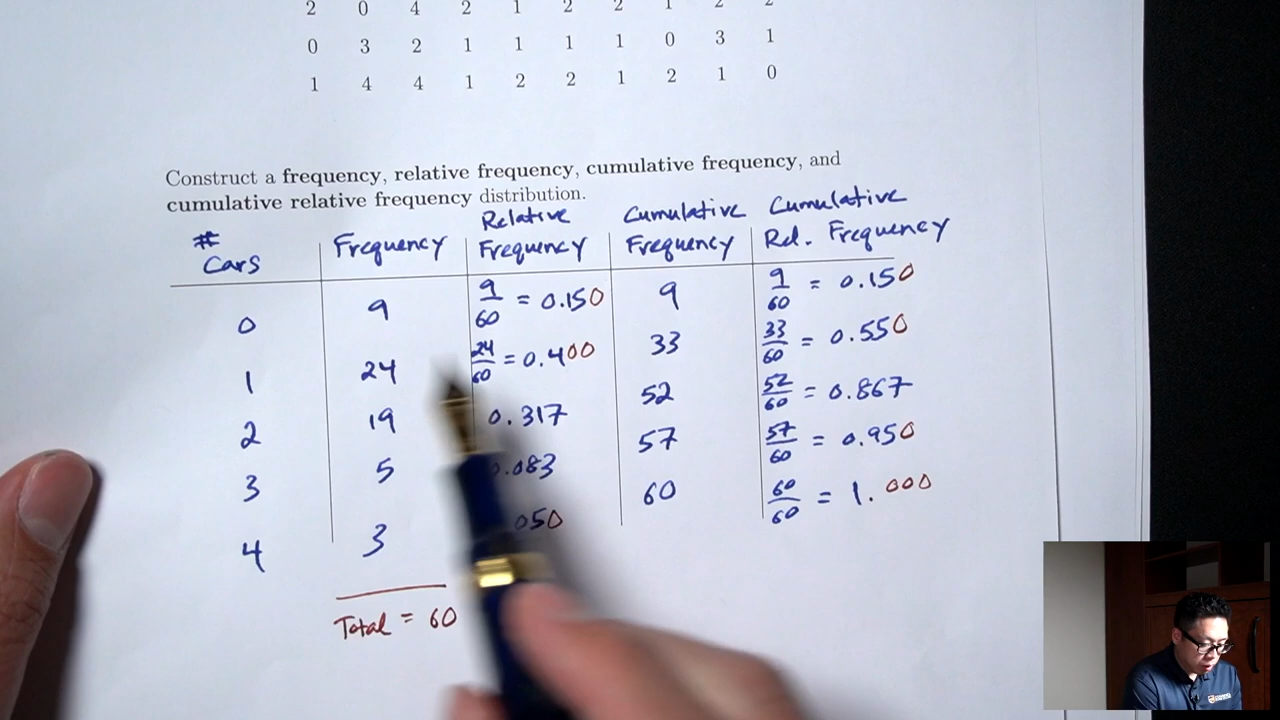 2 0 4 2 1 2 2 1 2 2
0 3 2 1 1 1 1 0 3 1
1 4 4 1 2 2 1 2 1 0
Construct a frequency, relative frequency, cumulative frequency, and
cumulative relative frequency distribution.
# Cars Frequency Relative Frequency Cumulative Frequency Cumulative Rel. Frequency
0 9 9/60 = 0.150 9 9/60 = 0.150
1 24 24/60 = 0.400 33 33/60 = 0.550
2 19 0.317 52 52/60 = 0.867
3 5 .083 57 57/60 = 0.950
4 3 050 60 60/60 = 1.000
Total = 60